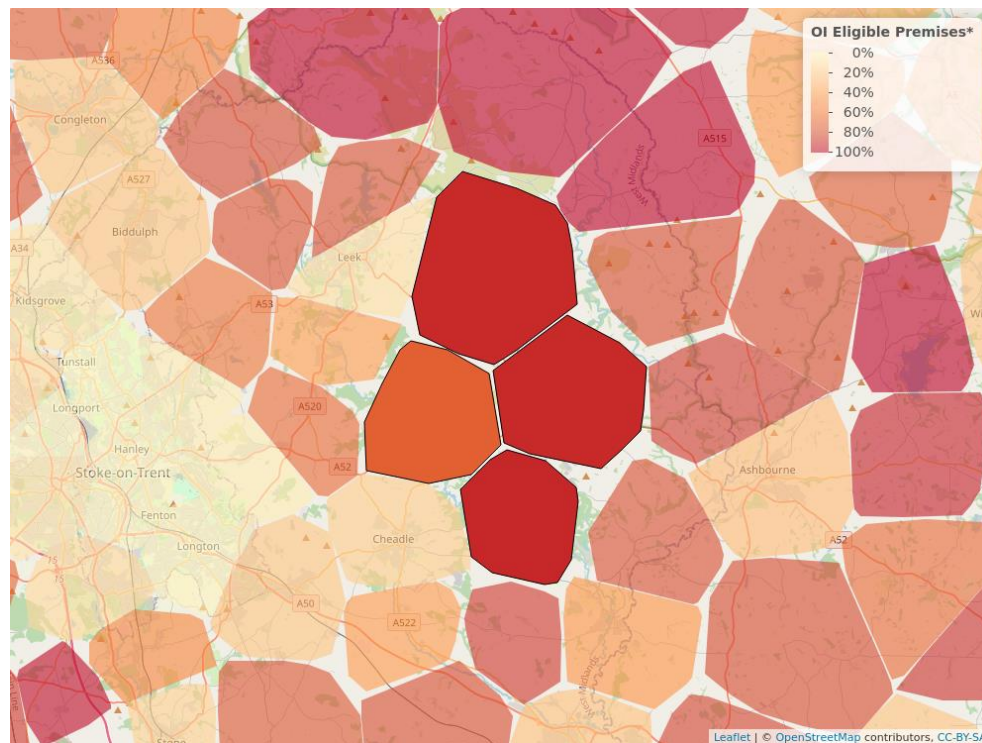 OI Eligible Premises*
0%
20%
40%
60%
80%
100%
A536
Congleton
A527
Biddulph
A34
Kidsgrove
Leek
A53
Tunstall
Longport
A520
Hanley
Stoke-on-Trent
A52
Fenton
Longton
Cheadle
A50
A522
Stone
A515
West Midlands
Ashbourne
A52
West Midlands
Leaflet | © OpenStreetMap contributors, CC-BY-SA